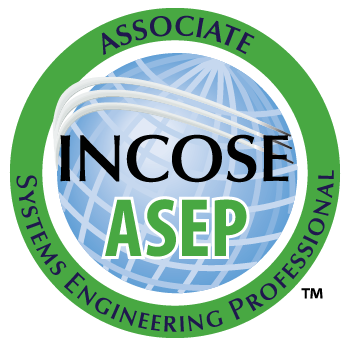 ASSOCIATE
INCOSE
ASEP
SYSTEMS ENGINEERING PROFESSIONAL
TM